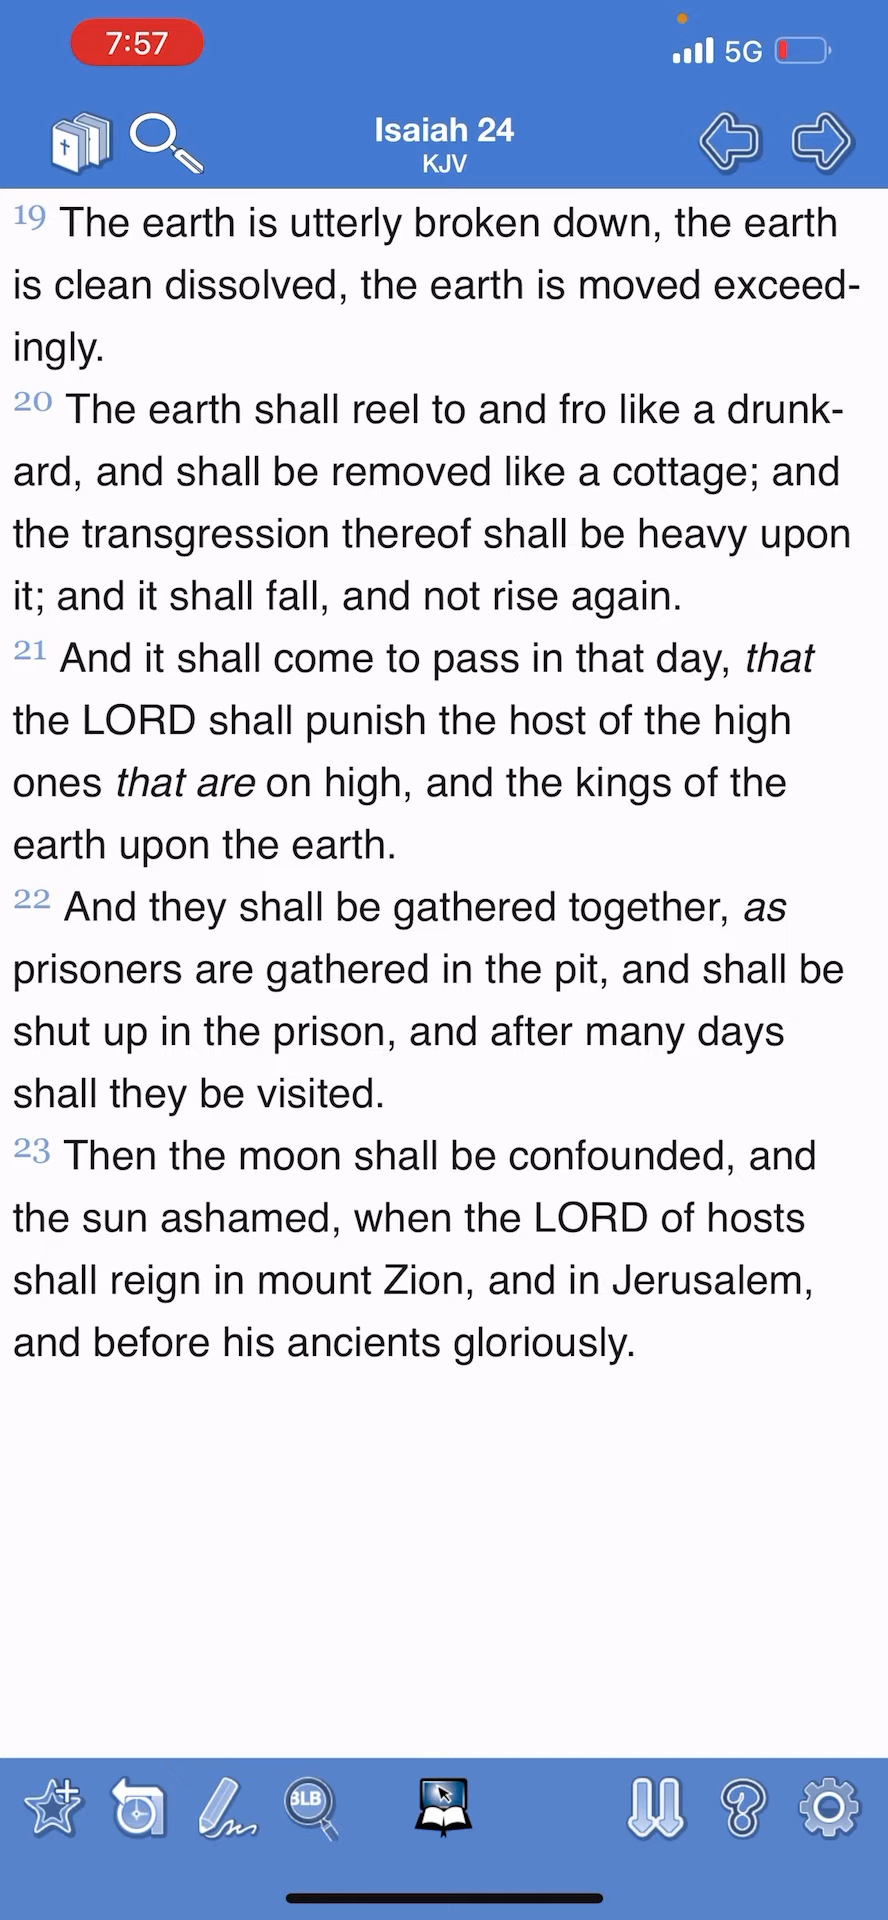 7:57
5G
Isaiah 24
KJV
19 The earth is utterly broken down, the earth
is clean dissolved, the earth is moved exceed-
ingly.
20 The earth shall reel to and fro like a drunk-
ard, and shall be removed like a cottage; and
the transgression thereof shall be heavy upon
it; and it shall fall, and not rise again.
21 And it shall come to pass in that day, that
the LORD shall punish the host of the high
ones that are on high, and the kings of the
earth upon the earth.
22 And they shall be gathered together, as
prisoners are gathered in the pit, and shall be
shut up in the prison, and after many days
shall they be visited.
23 Then the moon shall be confounded, and
the sun ashamed, when the LORD of hosts
shall reign in mount Zion, and in Jerusalem,
and before his ancients gloriously.
BLB